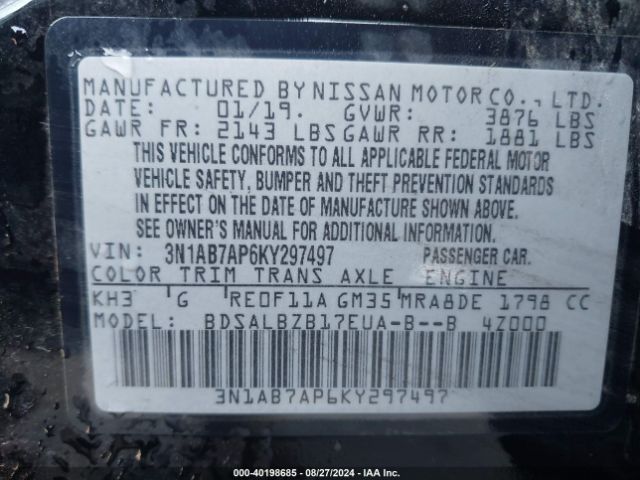 MANUFACTURED BY NISSAN MOTOR CO., LTD.
DATE: 01/19. GVWR: 3876 LBS
GAWR FR: 2143 LBS GAWR RR: 1881 LBS
THIS VEHICLE CONFORMS TO ALL APPLICABLE FEDERAL MOTOR
VEHICLE SAFETY, BUMPER AND THEFT PREVENTION STANDARDS
IN EFFECT ON THE DATE OF MANUFACTURE SHOWN ABOVE.
SEE OWNER'S MANUAL FOR ADDITIONAL INFORMATION.
VIN: 3N1AB7AP6KY297497 PASSENGER CAR.
COLOR TRIM TRANS AXLE ENGINE
KH3 G RE0F11A GM35 MRA8DE 1798 CC
MODEL: BDSALBZB17EUA-B--B 4Z000
3N1AB7AP6KY297497
000-40198685 - 08/27/2024 - IAA Inc.